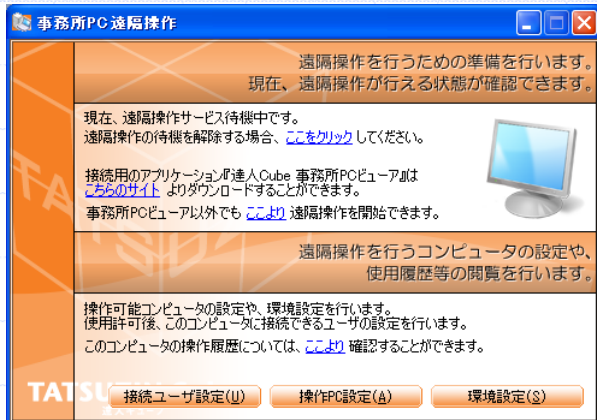 事務所PC遠隔操作
遠隔操作を行うための準備を行います。
現在、遠隔操作が行える状態が確認できます。
現在、遠隔操作サービス待機中です。
遠隔操作の待機を解除する場合、ここをクリック してください。
接続用のアプリケーション『達人Cube 事務所PCビューア』は
こちらのサイト よりダウンロードすることができます。
事務所PCビューア以外でも ここより 遠隔操作を開始できます。
遠隔操作を行うコンピュータの設定や、
使用履歴等の閲覧を行います。
操作可能コンピュータの設定や、環境設定を行います。
使用許可後、このコンピュータに接続できるユーザの設定を行います。
このコンピュータの操作履歴については、ここより 確認することができます。
接続ユーザ設定(U)
操作PC設定(A)
環境設定(S)